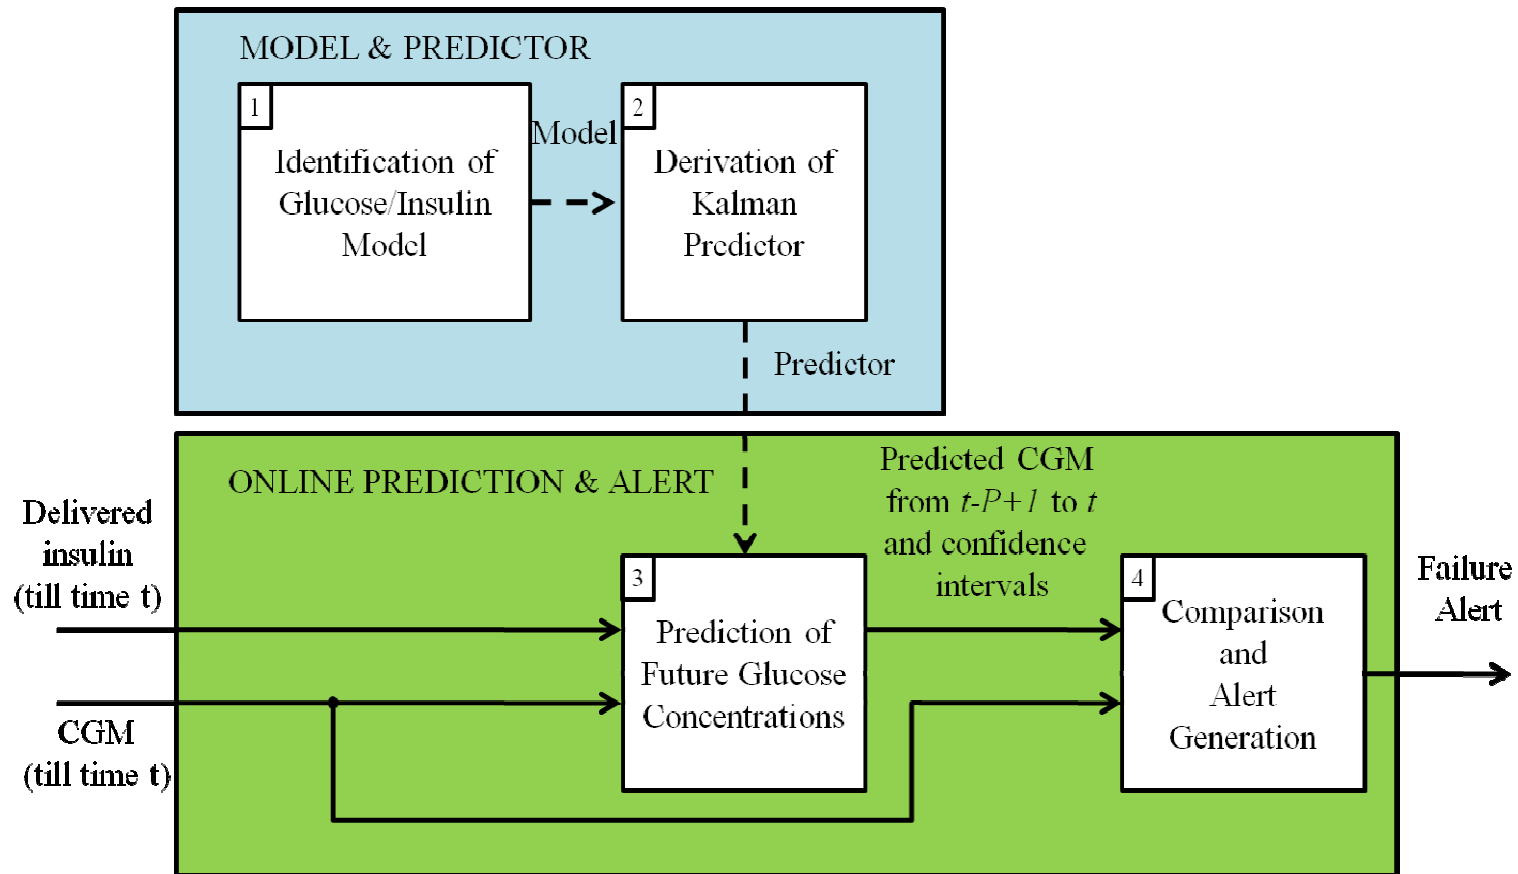 MODEL & PREDICTOR
1
Identification of
Glucose/Insulin
Model
Model
2
Derivation of
Kalman
Predictor
Predictor
ONLINE PREDICTION & ALERT
Predicted CGM
from t-P+1 to t
and confidence
intervals
Delivered
insulin
(till time t)
CGM
(till time t)
3
Prediction of
Future Glucose
Concentrations
4
Comparison
and
Alert
Generation
Failure
Alert